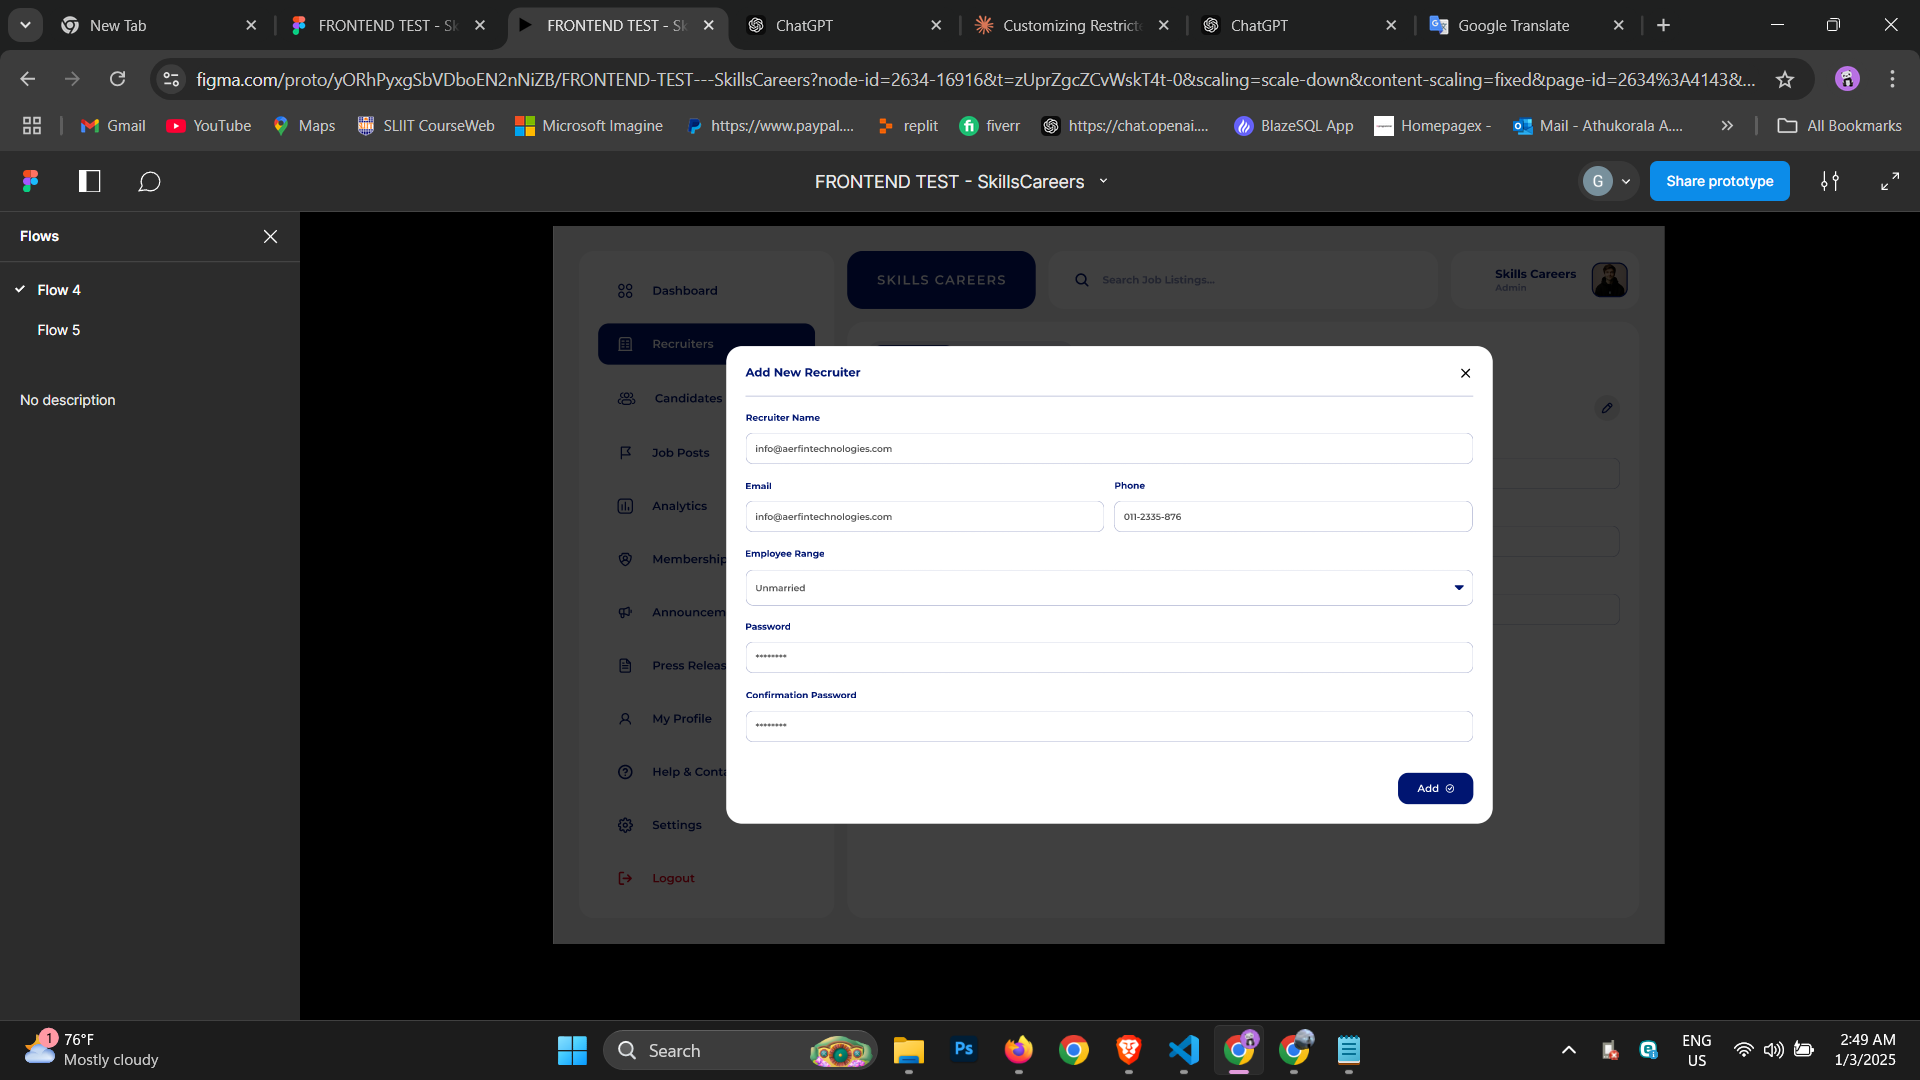 New Tab
FRONTEND TEST - Sk
FRONTEND TEST - Sk
ChatGPT
Customizing Restricte
ChatGPT
Google Translate
figma.com/proto/yORhPyxgSbVDboEN2nNiZB/FRONTEND-TEST---SkillsCareers?node-id=2634-16916&t=zUprZgcZCvWskT4t-0&scaling=scale-down&content-scaling=fixed&page-id=2634%3A4143&...
Gmail
YouTube
Maps
SLIIT CourseWeb
Microsoft Imagine
https://www.paypal....
replit
fiverr
https://chat.openai....
BlazeSQL App
Homepagex -
Mail - Athukorala A....
All Bookmarks
FRONTEND TEST - SkillsCareers
G
Share prototype
Flows
Flow 4
Flow 5
No description
Dashboard
Recruiters
Candidates
Job Posts
Analytics
Membership
Announcem
Press Releas
My Profile
Help & Conta
Settings
Logout
SKILLS CAREERS
Search Job Listings...
Skills Careers
Admin
Add New Recruiter
Recruiter Name
info@aerfintechnologies.com
Email
Phone
info@aerfintechnologies.com
011-2335-876
Employee Range
Unmarried
Password
********
Confirmation Password
********
Add
1
76°F
Mostly cloudy
Search
Ps
ENG
US
2:49 AM
1/3/2025